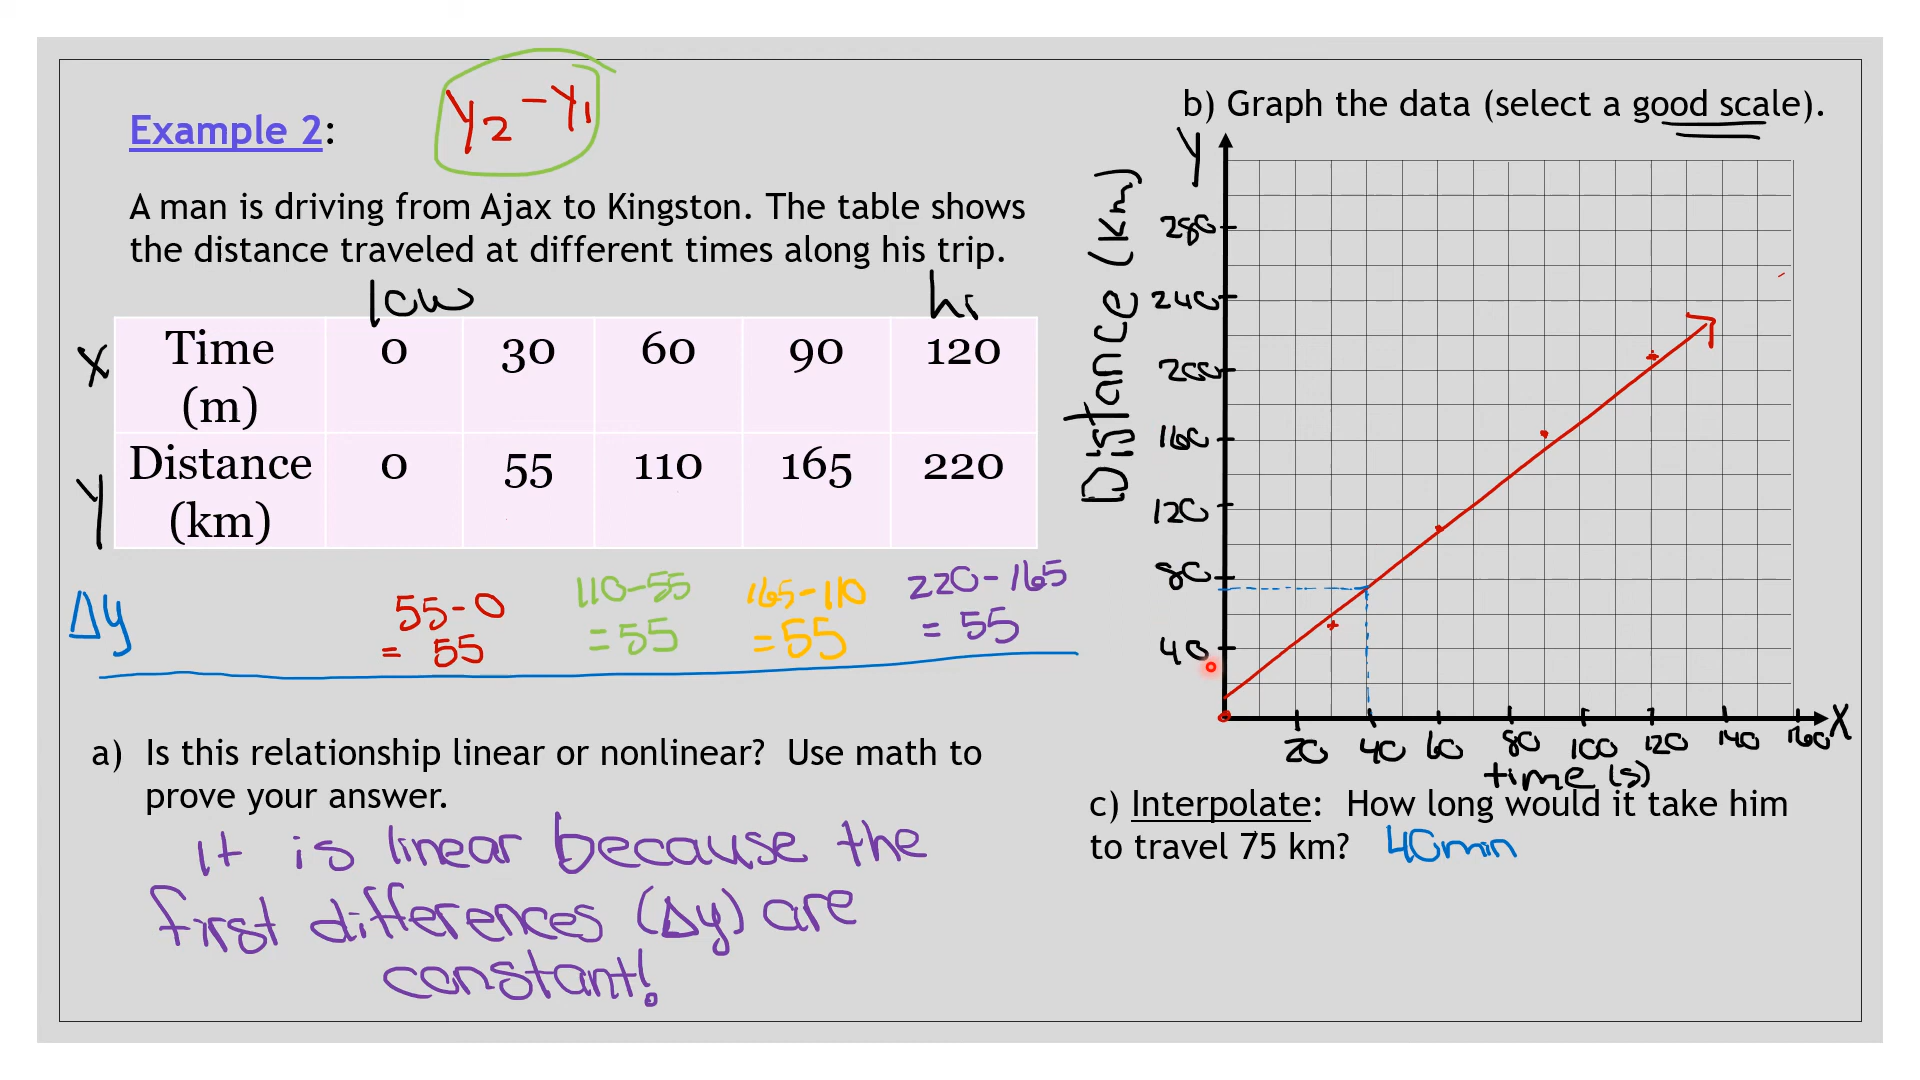 Y2 - Y1
Example 2:
A man is driving from Ajax to Kingston. The table shows
the distance traveled at different times along his trip.
low hi
X Time (m) 0 30 60 90 120
Y Distance (km) 0 55 110 165 220
Δy
55-0 110-55 165-110 220-165
= 55 =55 =55 = 55
a) Is this relationship linear or nonlinear? Use math to
prove your answer.
it is linear because the
first differences (Δy) are
constant!
b) Graph the data (select a good scale).
Y
Distance (km)
280
240
200
160
120
80
40
20 40 60 80 100 120 140 160 X
time (s)
c) Interpolate: How long would it take him
to travel 75 km? 40min